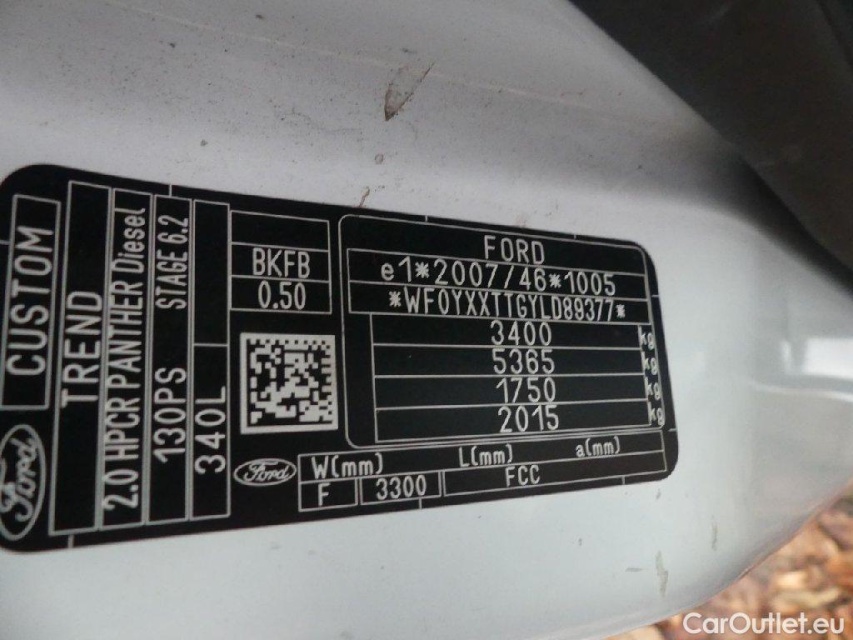 CUSTOM
TREND
2.0 HPCR PANTHER Diesel
130PS STAGE 6.2
340L
Ford
BKFB
0.50
Ford
FORD
e1*2007/46*1005
*WF0YXXTTGYLD89377*
3400 kg
5365 kg
1750 kg
2015 kg
W(mm) L(mm) a(mm)
F 3300 FCC
CarOutlet.eu